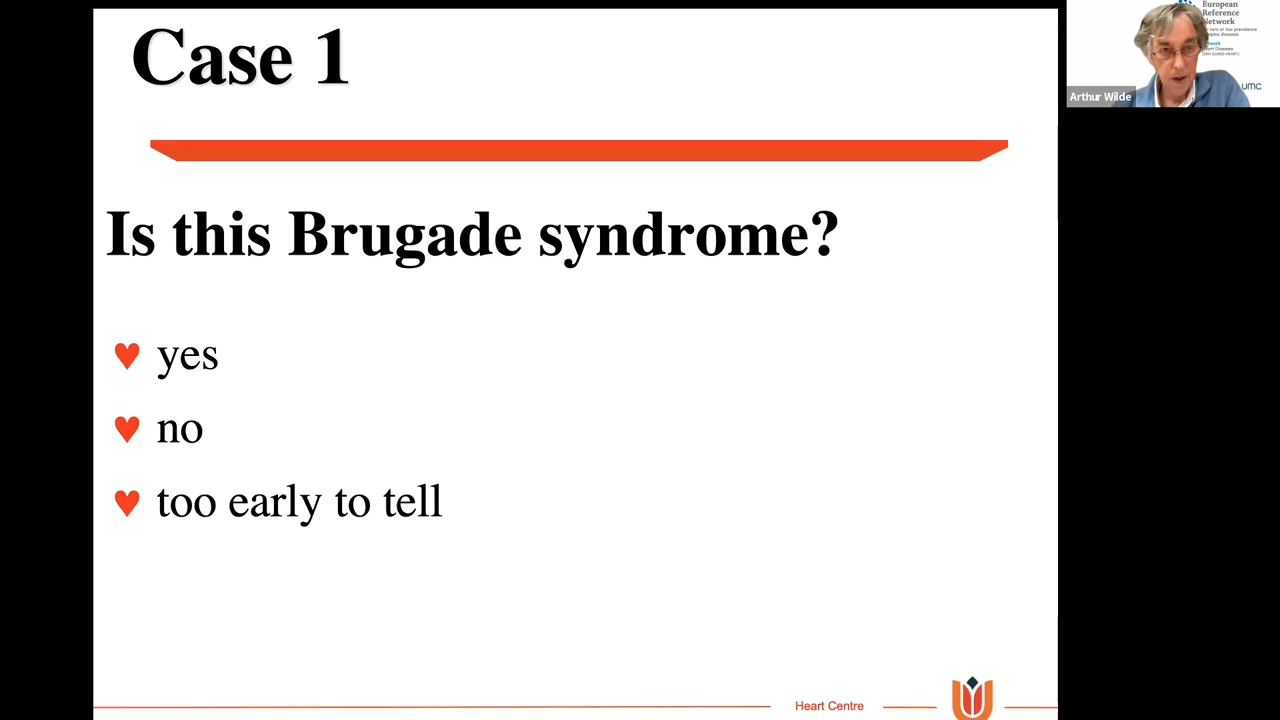 Case 1
Is this Brugade syndrome?
yes
no
too early to tell
Heart Centre
European
Reference
Network
Arthur Wilde
umc